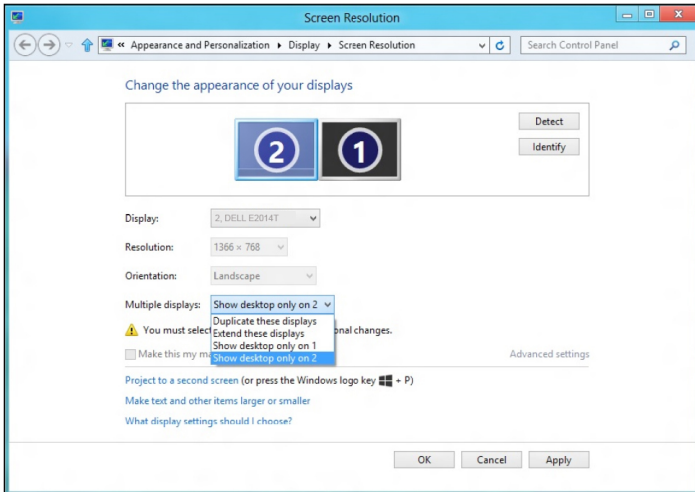 Screen Resolution
« Appearance and Personalization ▸ Display ▸ Screen Resolution
Search Control Panel
Change the appearance of your displays
2
1
Detect
Identify
Display: 2, DELL E2014T
Resolution: 1366 × 768
Orientation: Landscape
Multiple displays: Show desktop only on 2
Duplicate these displays
You must selec onal changes.
Extend these displays
Show desktop only on 1
Make this my m Advanced settings
Show desktop only on 2
Project to a second screen (or press the Windows logo key + P)
Make text and other items larger or smaller
What display settings should I choose?
OK Cancel Apply